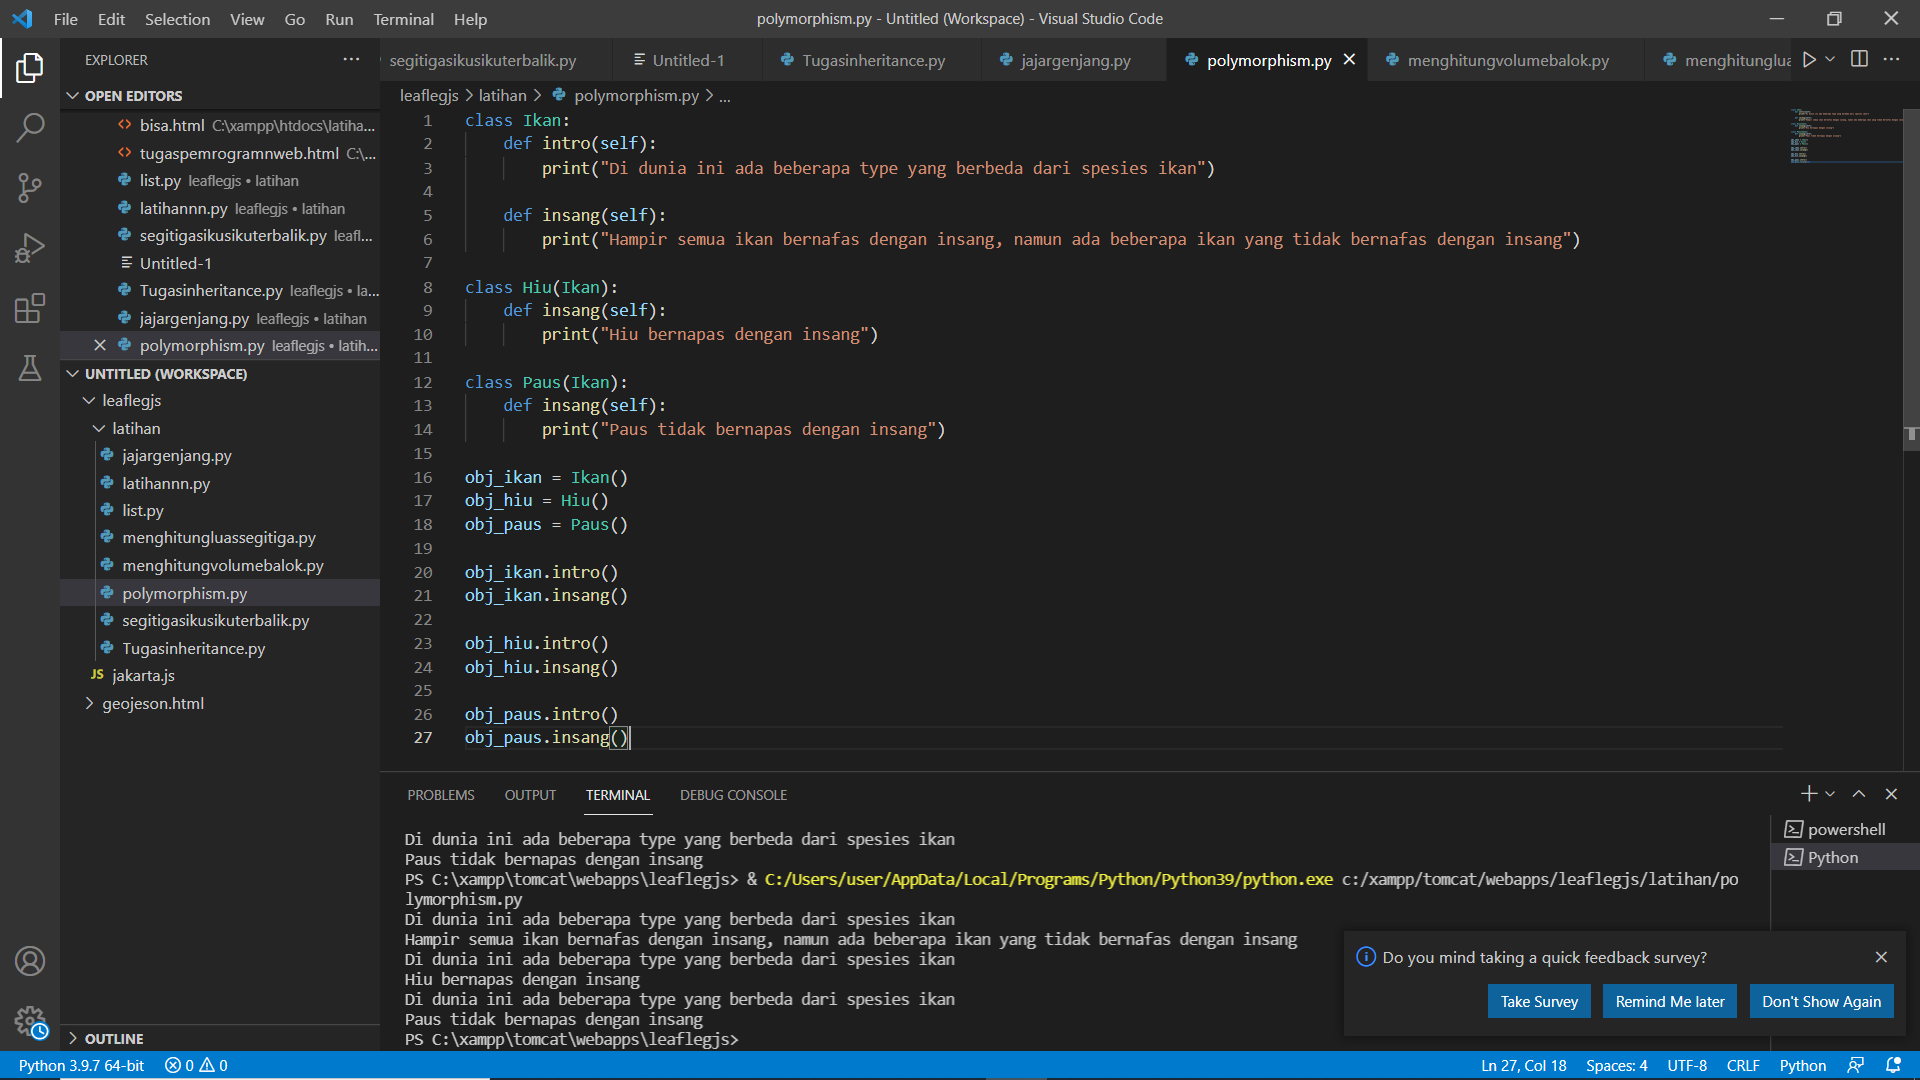 File Edit Selection View Go Run Terminal Help
polymorphism.py - Untitled (Workspace) - Visual Studio Code
EXPLORER
OPEN EDITORS
bisa.html C:\xampp\htdocs\latiha...
tugaspemrogramnweb.html C:\...
list.py leaflegjs • latihan
latihannn.py leaflegjs • latihan
segitigasikusikuterbalik.py leafl...
Untitled-1
Tugasinheritance.py leaflegjs • la...
jajargenjang.py leaflegjs • latihan
polymorphism.py leaflegjs • latih...
UNTITLED (WORKSPACE)
leaflegjs
latihan
jajargenjang.py
latihannn.py
list.py
menghitungluassegitiga.py
menghitungvolumebalok.py
polymorphism.py
segitigasikusikuterbalik.py
Tugasinheritance.py
JS jakarta.js
geojeson.html
OUTLINE
segitigasikusikuterbalik.py Untitled-1 Tugasinheritance.py jajargenjang.py polymorphism.py menghitungvolumebalok.py menghitunglua
leaflegjs > latihan > polymorphism.py > ...
1 class Ikan:
2 def intro(self):
3 print("Di dunia ini ada beberapa type yang berbeda dari spesies ikan")
4
5 def insang(self):
6 print("Hampir semua ikan bernafas dengan insang, namun ada beberapa ikan yang tidak bernafas dengan insang")
7
8 class Hiu(Ikan):
9 def insang(self):
10 print("Hiu bernapas dengan insang")
11
12 class Paus(Ikan):
13 def insang(self):
14 print("Paus tidak bernapas dengan insang")
15
16 obj_ikan = Ikan()
17 obj_hiu = Hiu()
18 obj_paus = Paus()
19
20 obj_ikan.intro()
21 obj_ikan.insang()
22
23 obj_hiu.intro()
24 obj_hiu.insang()
25
26 obj_paus.intro()
27 obj_paus.insang()
PROBLEMS OUTPUT TERMINAL DEBUG CONSOLE
Di dunia ini ada beberapa type yang berbeda dari spesies ikan
Paus tidak bernapas dengan insang
PS C:\xampp\tomcat\webapps\leaflegjs> & C:/Users/user/AppData/Local/Programs/Python/Python39/python.exe c:/xampp/tomcat/webapps/leaflegjs/latihan/po
lymorphism.py
Di dunia ini ada beberapa type yang berbeda dari spesies ikan
Hampir semua ikan bernafas dengan insang, namun ada beberapa ikan yang tidak bernafas dengan insang
Di dunia ini ada beberapa type yang berbeda dari spesies ikan
Hiu bernapas dengan insang
Di dunia ini ada beberapa type yang berbeda dari spesies ikan
Paus tidak bernapas dengan insang
PS C:\xampp\tomcat\webapps\leaflegjs>
powershell
Python
Do you mind taking a quick feedback survey?
Take Survey Remind Me later Don't Show Again
Python 3.9.7 64-bit 0 0
Ln 27, Col 18 Spaces: 4 UTF-8 CRLF Python